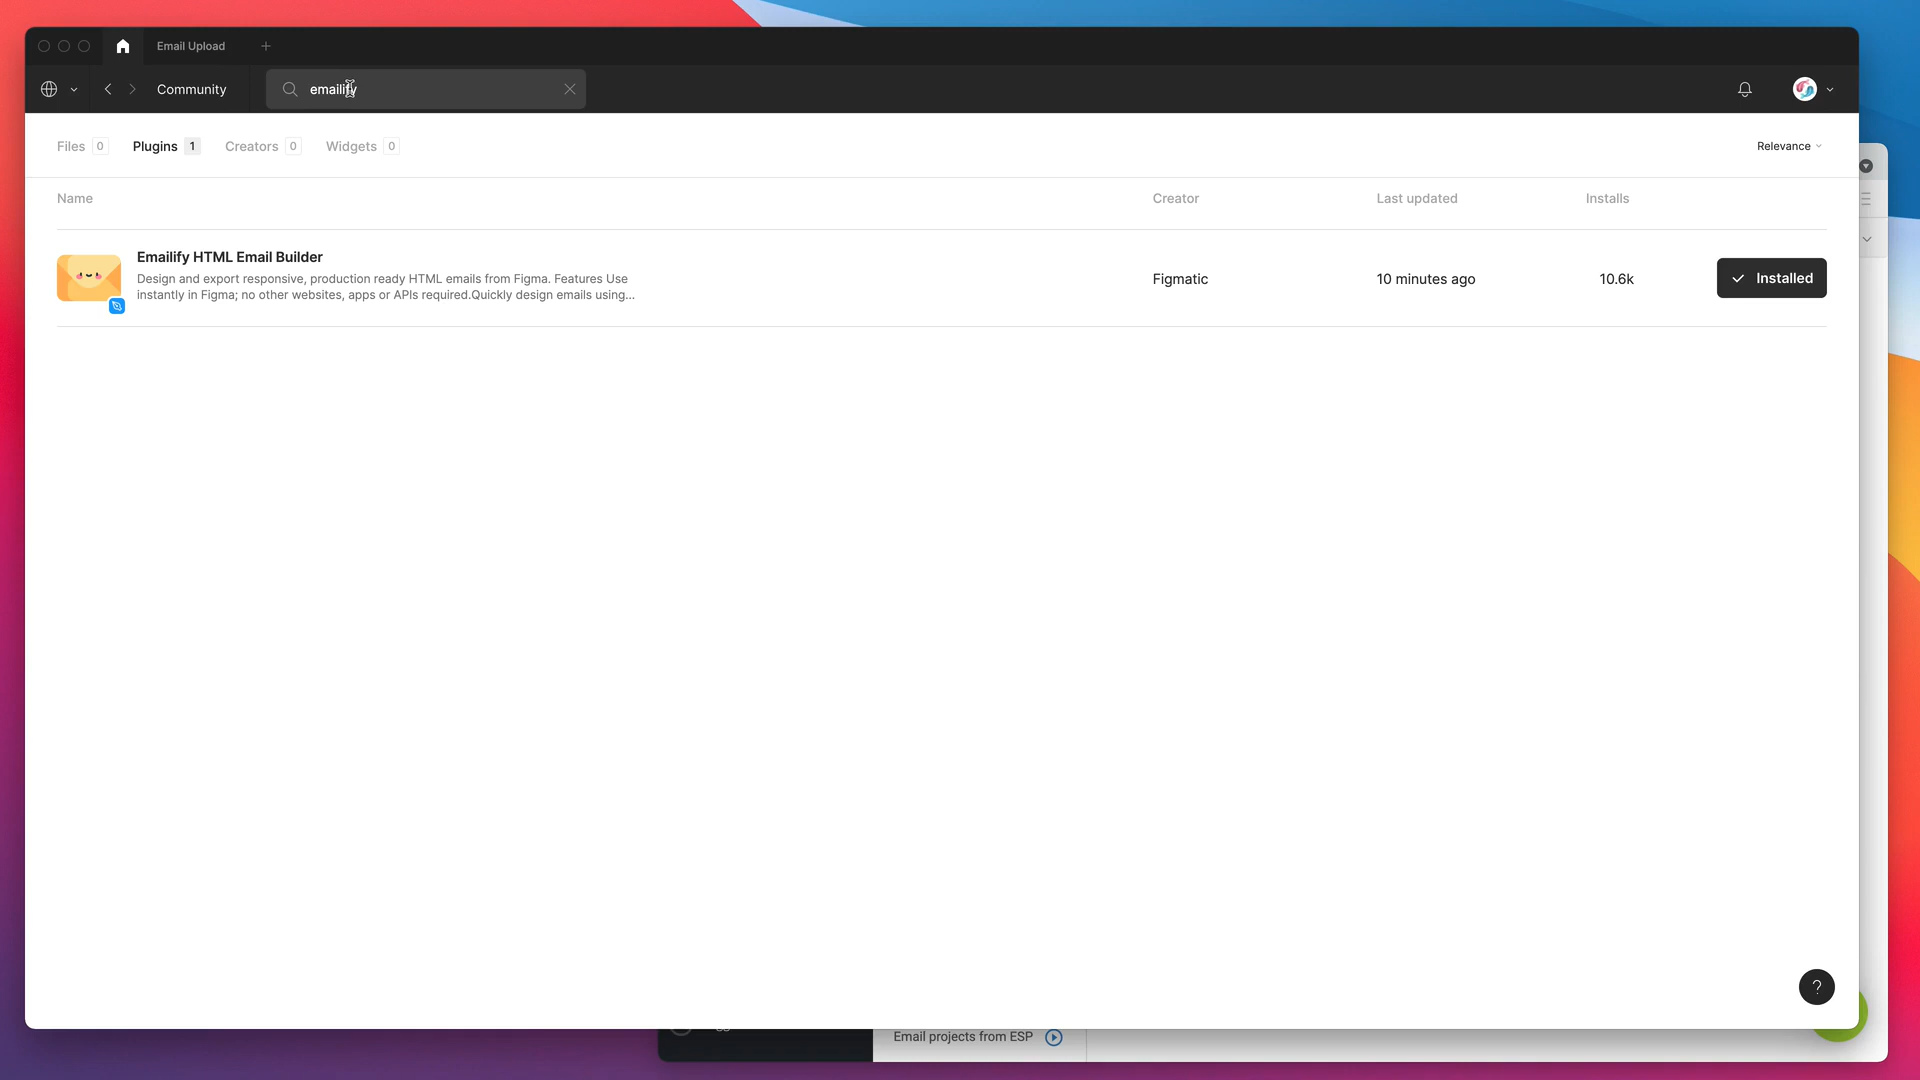 Email Upload
Community
emailify
Files 0
Plugins 1
Creators 0
Widgets 0
Relevance
Name
Creator
Last updated
Installs
Emailify HTML Email Builder
Design and export responsive, production ready HTML emails from Figma. Features Use
instantly in Figma; no other websites, apps or APIs required.Quickly design emails using...
Figmatic
10 minutes ago
10.6k
Installed
?
Email projects from ESP